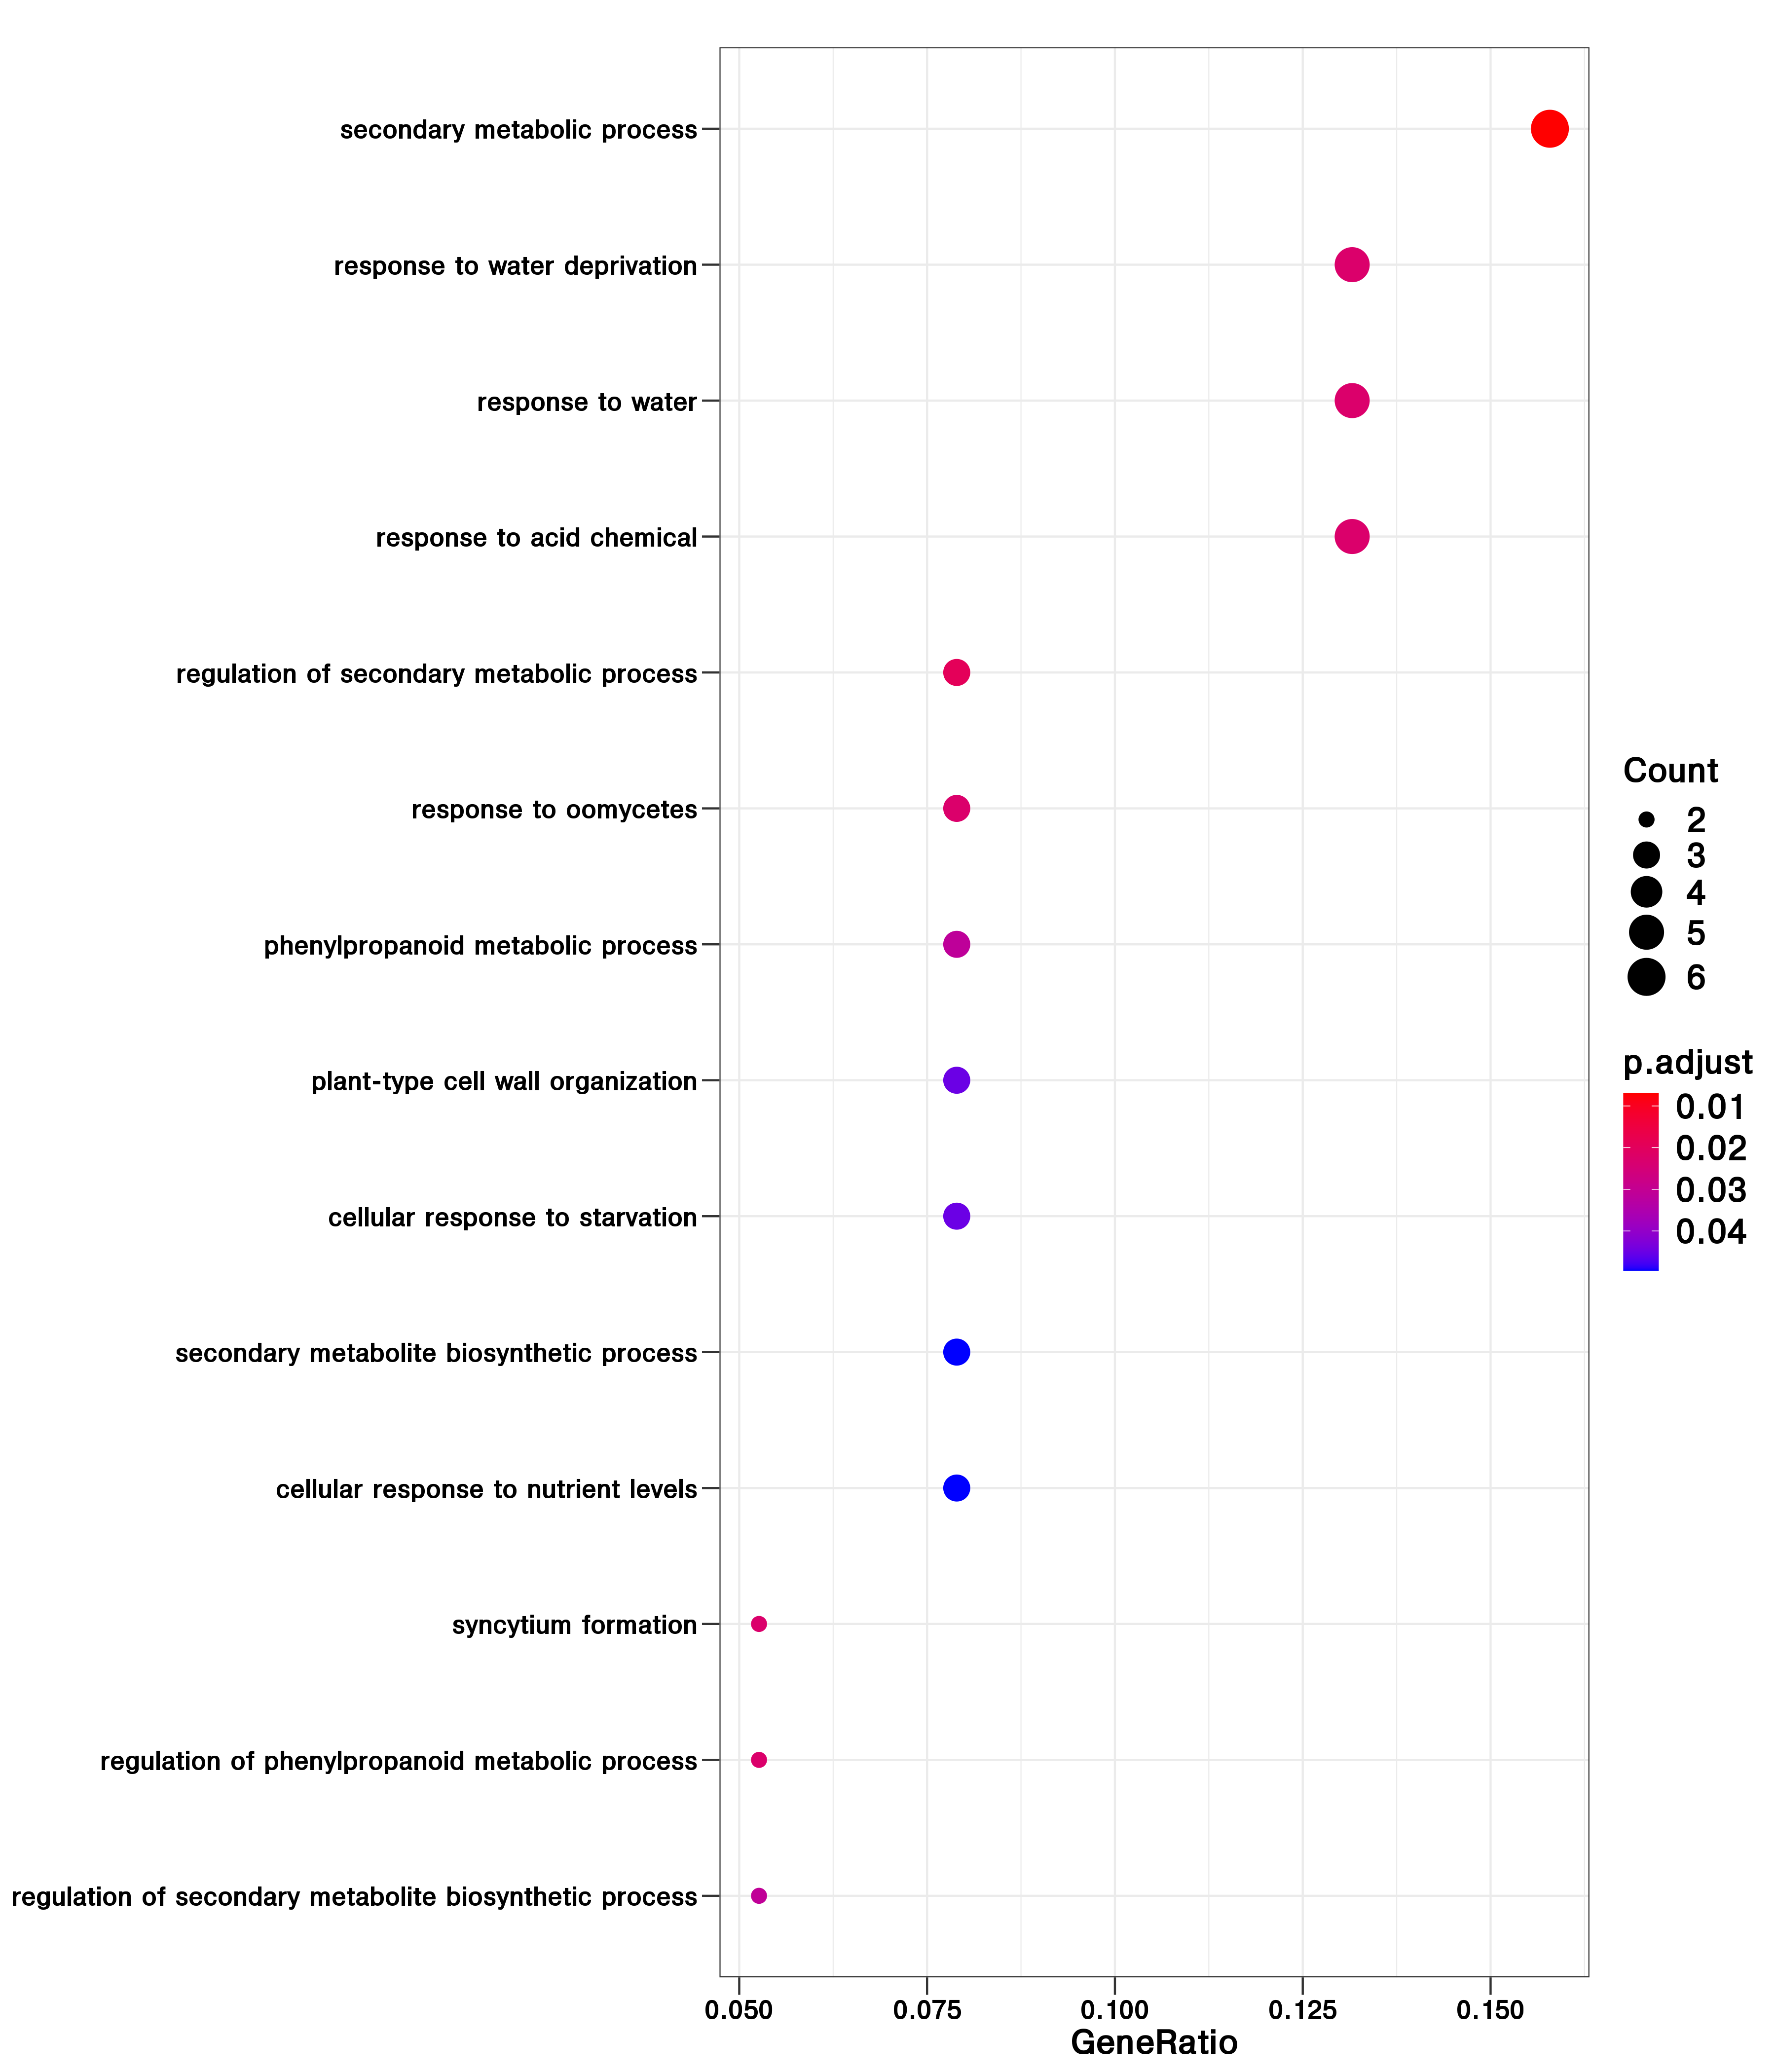 secondary metabolic process
response to water deprivation
response to water
response to acid chemical
regulation of secondary metabolic process
response to oomycetes
phenylpropanoid metabolic process
plant-type cell wall organization
cellular response to starvation
secondary metabolite biosynthetic process
cellular response to nutrient levels
syncytium formation
regulation of phenylpropanoid metabolic process
regulation of secondary metabolite biosynthetic process
0.050 0.075 0.100 0.125 0.150
GeneRatio
Count
2
3
4
5
6
p.adjust
0.01
0.02
0.03
0.04